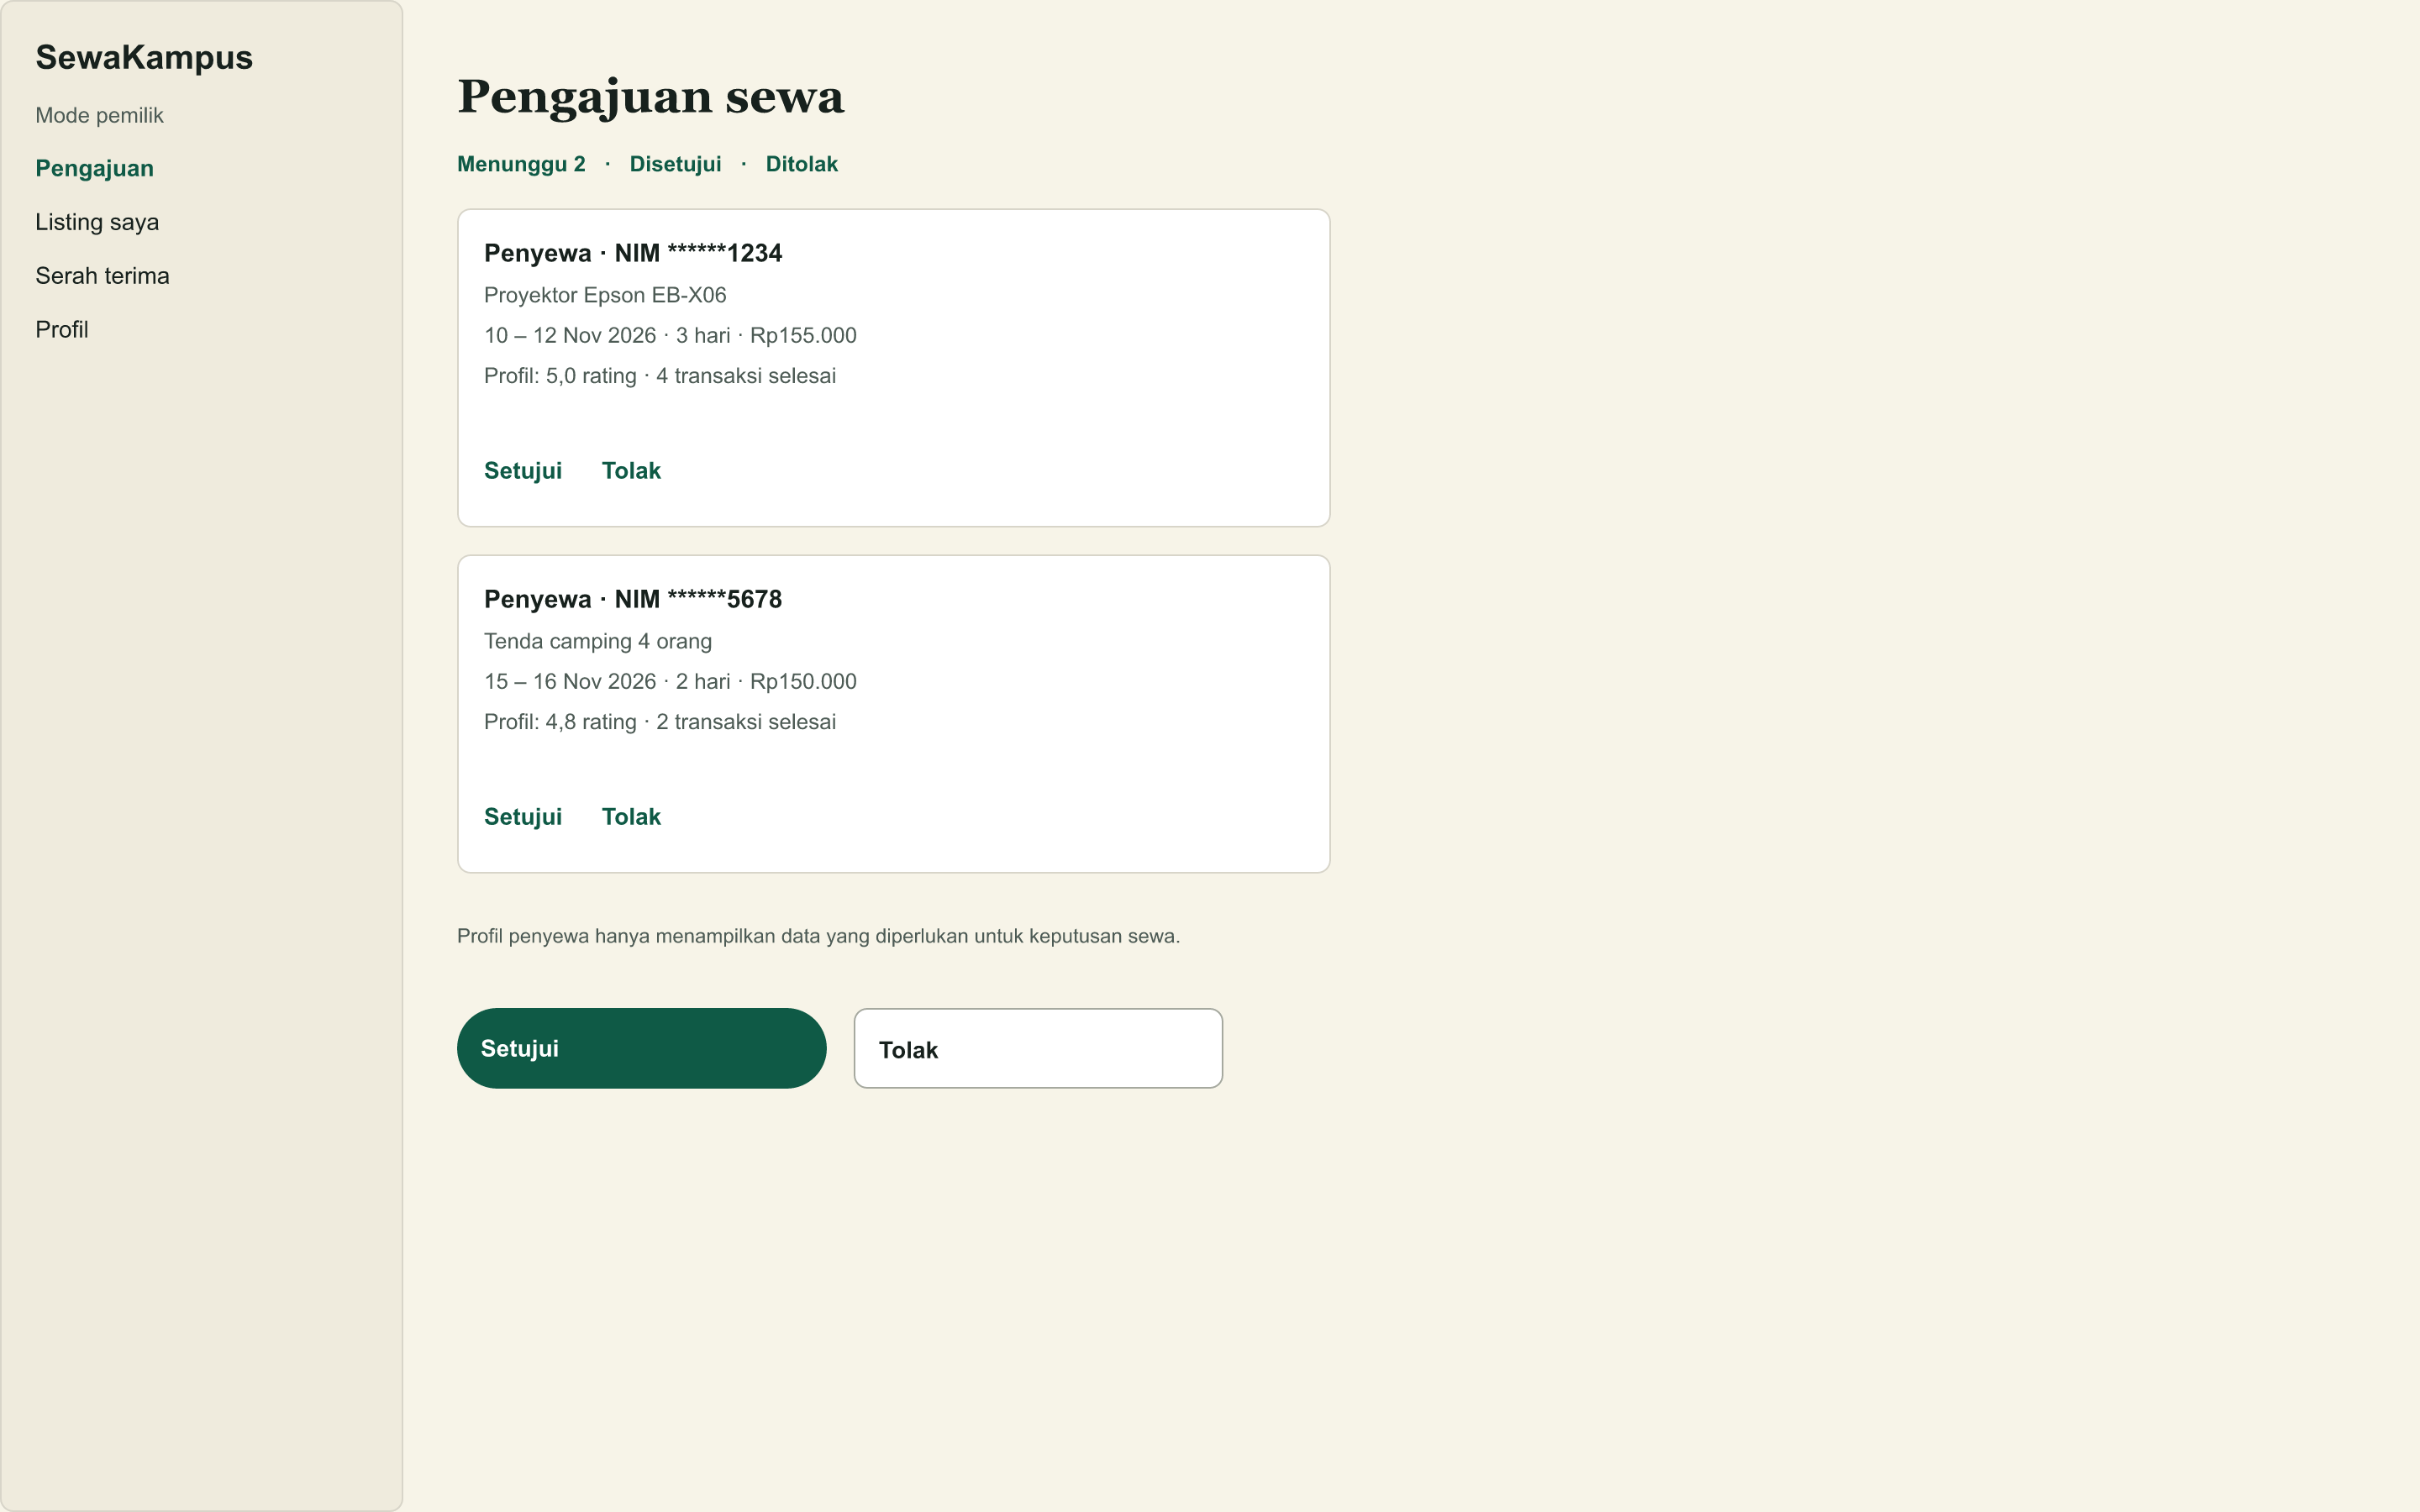 SewaKampus
Mode pemilik
Pengajuan
Listing saya
Serah terima
Profil
Pengajuan sewa
Menunggu 2 · Disetujui · Ditolak
Penyewa · NIM ******1234
Proyektor Epson EB-X06
10 – 12 Nov 2026 · 3 hari · Rp155.000
Profil: 5,0 rating · 4 transaksi selesai
Setujui Tolak
Penyewa · NIM ******5678
Tenda camping 4 orang
15 – 16 Nov 2026 · 2 hari · Rp150.000
Profil: 4,8 rating · 2 transaksi selesai
Setujui Tolak
Profil penyewa hanya menampilkan data yang diperlukan untuk keputusan sewa.
Setujui Tolak